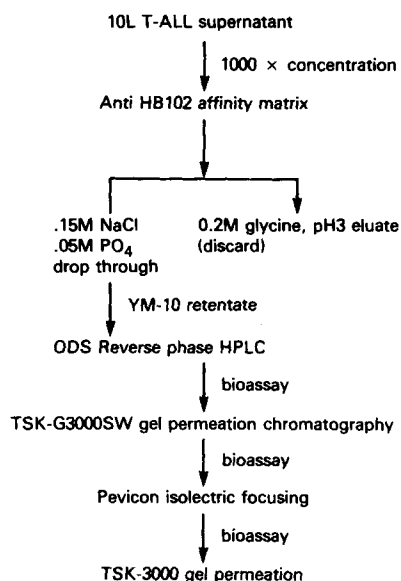 10L T-ALL supernatant
1000 × concentration
Anti HB102 affinity matrix
.15M NaCl
.05M PO4
drop through
0.2M glycine, pH3 eluate
(discard)
YM-10 retentate
ODS Reverse phase HPLC
bioassay
TSK-G3000SW gel permeation chromatography
bioassay
Pevicon isolectric focusing
bioassay
TSK-3000 gel permeation